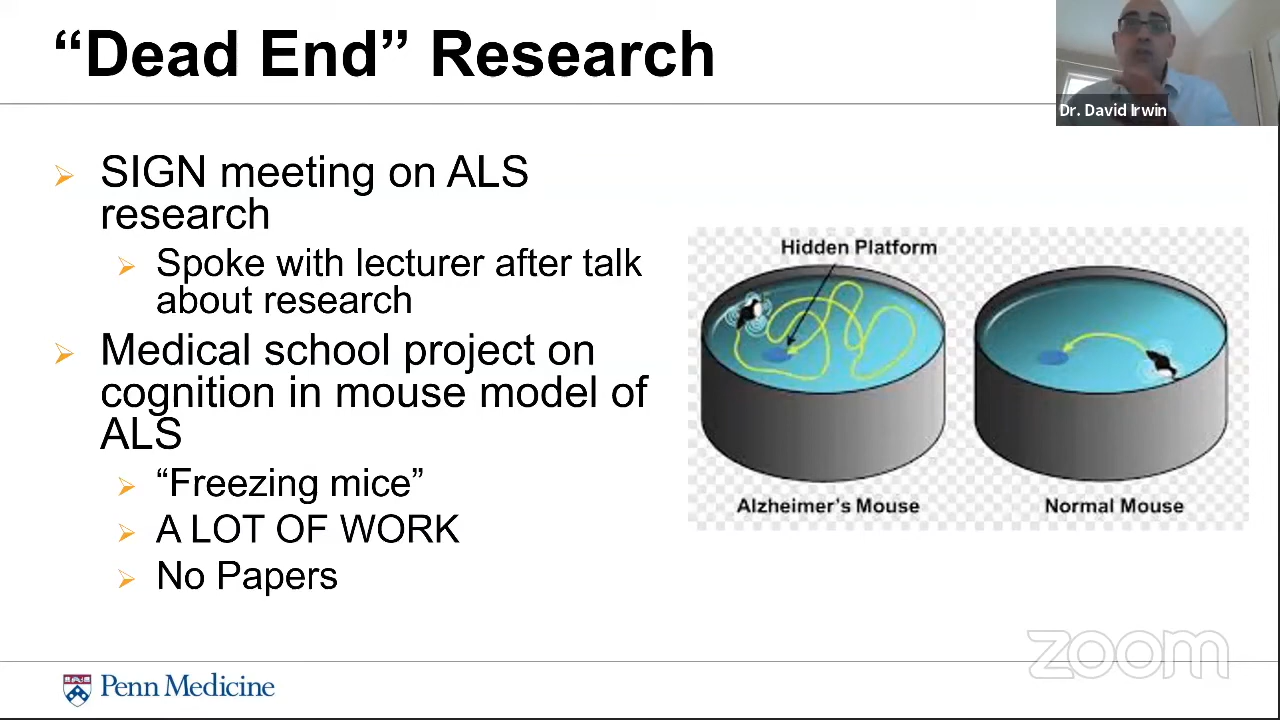 “Dead End” Research
Dr. David Irwin
SIGN meeting on ALS
research
Spoke with lecturer after talk
about research
Medical school project on
cognition in mouse model of
ALS
“Freezing mice”
A LOT OF WORK
No Papers
Hidden Platform
Alzheimer’s Mouse
Normal Mouse
zoom
Penn Medicine